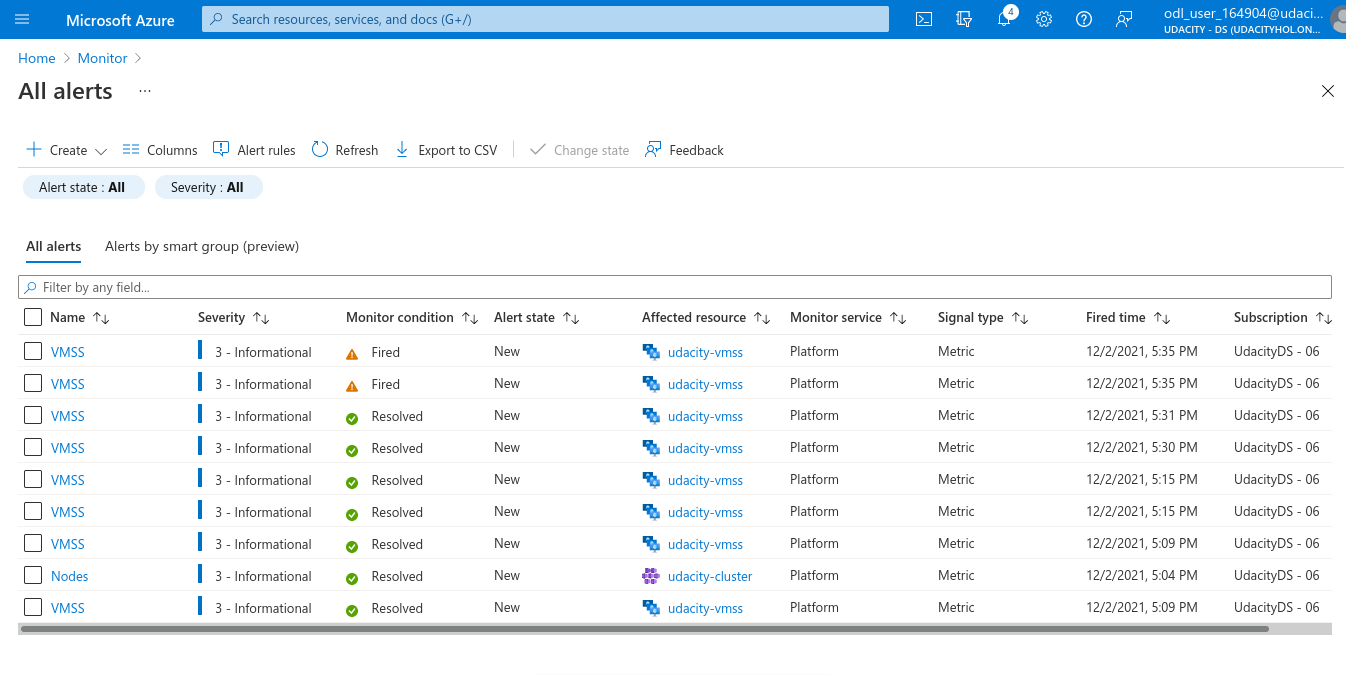 Microsoft Azure
Search resources, services, and docs (G+/)
4
odl_user_164904@udaci...
UDACITY - DS (UDACITYHOL.ON...
Home > Monitor >
All alerts ...
Create Columns Alert rules Refresh Export to CSV Change state Feedback
Alert state : All Severity : All
All alerts Alerts by smart group (preview)
Filter by any field...
Name Severity Monitor condition Alert state Affected resource Monitor service Signal type Fired time Subscription
VMSS 3 - Informational Fired New udacity-vmss Platform Metric 12/2/2021, 5:35 PM UdacityDS - 06
VMSS 3 - Informational Fired New udacity-vmss Platform Metric 12/2/2021, 5:35 PM UdacityDS - 06
VMSS 3 - Informational Resolved New udacity-vmss Platform Metric 12/2/2021, 5:31 PM UdacityDS - 06
VMSS 3 - Informational Resolved New udacity-vmss Platform Metric 12/2/2021, 5:30 PM UdacityDS - 06
VMSS 3 - Informational Resolved New udacity-vmss Platform Metric 12/2/2021, 5:15 PM UdacityDS - 06
VMSS 3 - Informational Resolved New udacity-vmss Platform Metric 12/2/2021, 5:15 PM UdacityDS - 06
VMSS 3 - Informational Resolved New udacity-vmss Platform Metric 12/2/2021, 5:09 PM UdacityDS - 06
Nodes 3 - Informational Resolved New udacity-cluster Platform Metric 12/2/2021, 5:04 PM UdacityDS - 06
VMSS 3 - Informational Resolved New udacity-vmss Platform Metric 12/2/2021, 5:09 PM UdacityDS - 06